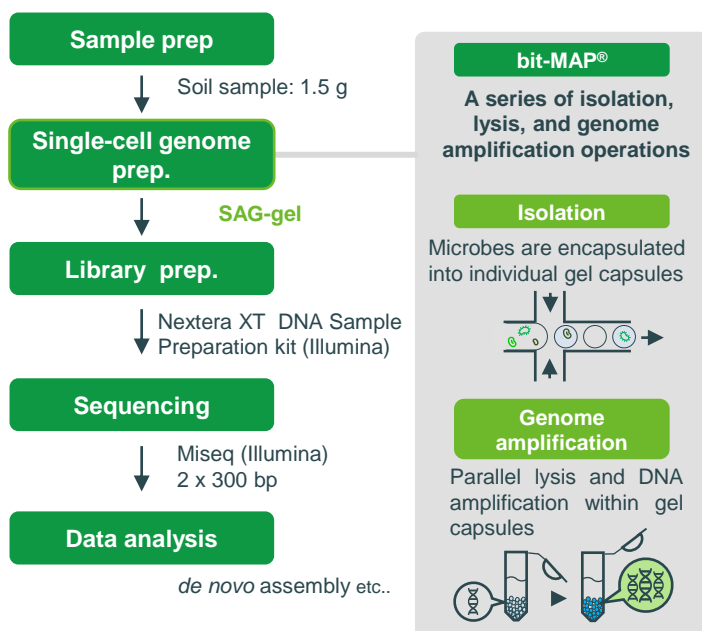 Sample prep
Soil sample: 1.5 g
Single-cell genome
prep.
SAG-gel
Library prep.
Nextera XT DNA Sample
Preparation kit (Illumina)
Sequencing
Miseq (Illumina)
2 x 300 bp
Data analysis
de novo assembly etc..
bit-MAP®
A series of isolation,
lysis, and genome
amplification operations
Isolation
Microbes are encapsulated
into individual gel capsules
Genome
amplification
Parallel lysis and DNA
amplification within gel
capsules